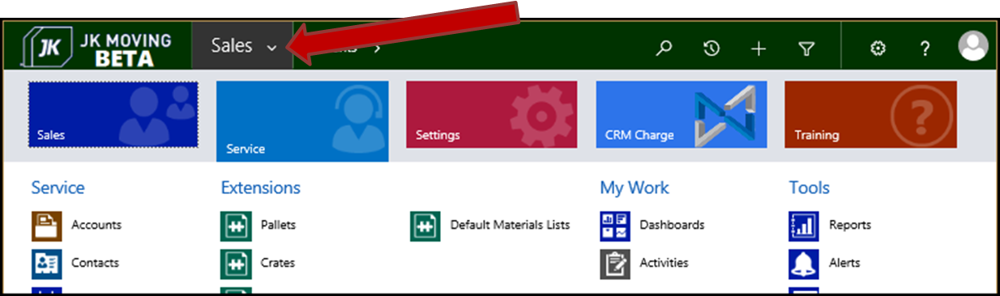 JK
JK MOVING
BETA
Sales
?
Sales
Service
Settings
CRM Charge
Training
?
Service
Extensions
My Work
Tools
Accounts
Pallets
Default Materials Lists
Dashboards
Reports
Contacts
Crates
Activities
Alerts